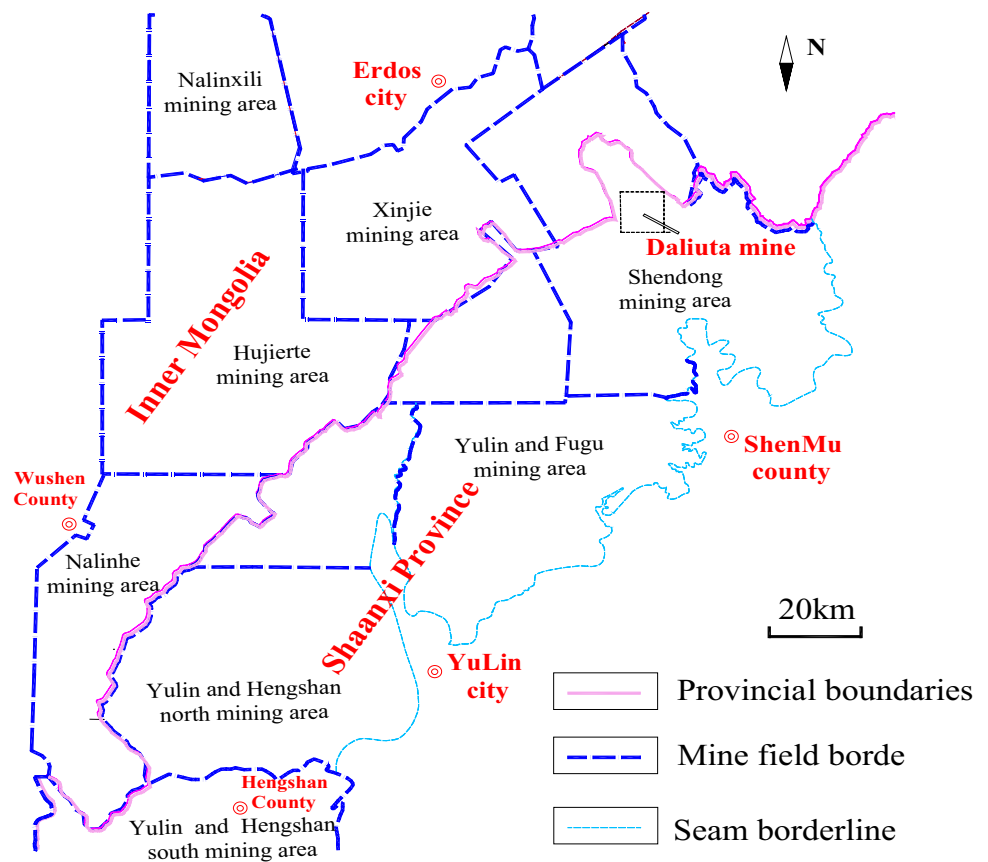 N
Nalinxili
mining area
Erdos
city
Xinjie
mining area
Daliuta mine
Shendong
mining area
Inner Mongolia
Hujierte
mining area
Yulin and Fugu
mining area
ShenMu
county
Wushen
County
Nalinhe
mining area
Shaanxi Province
20km
YuLin
city
Yulin and Hengshan
north mining area
Provincial boundaries
Mine field borde
Hengshan
County
Yulin and Hengshan
south mining area
Seam borderline